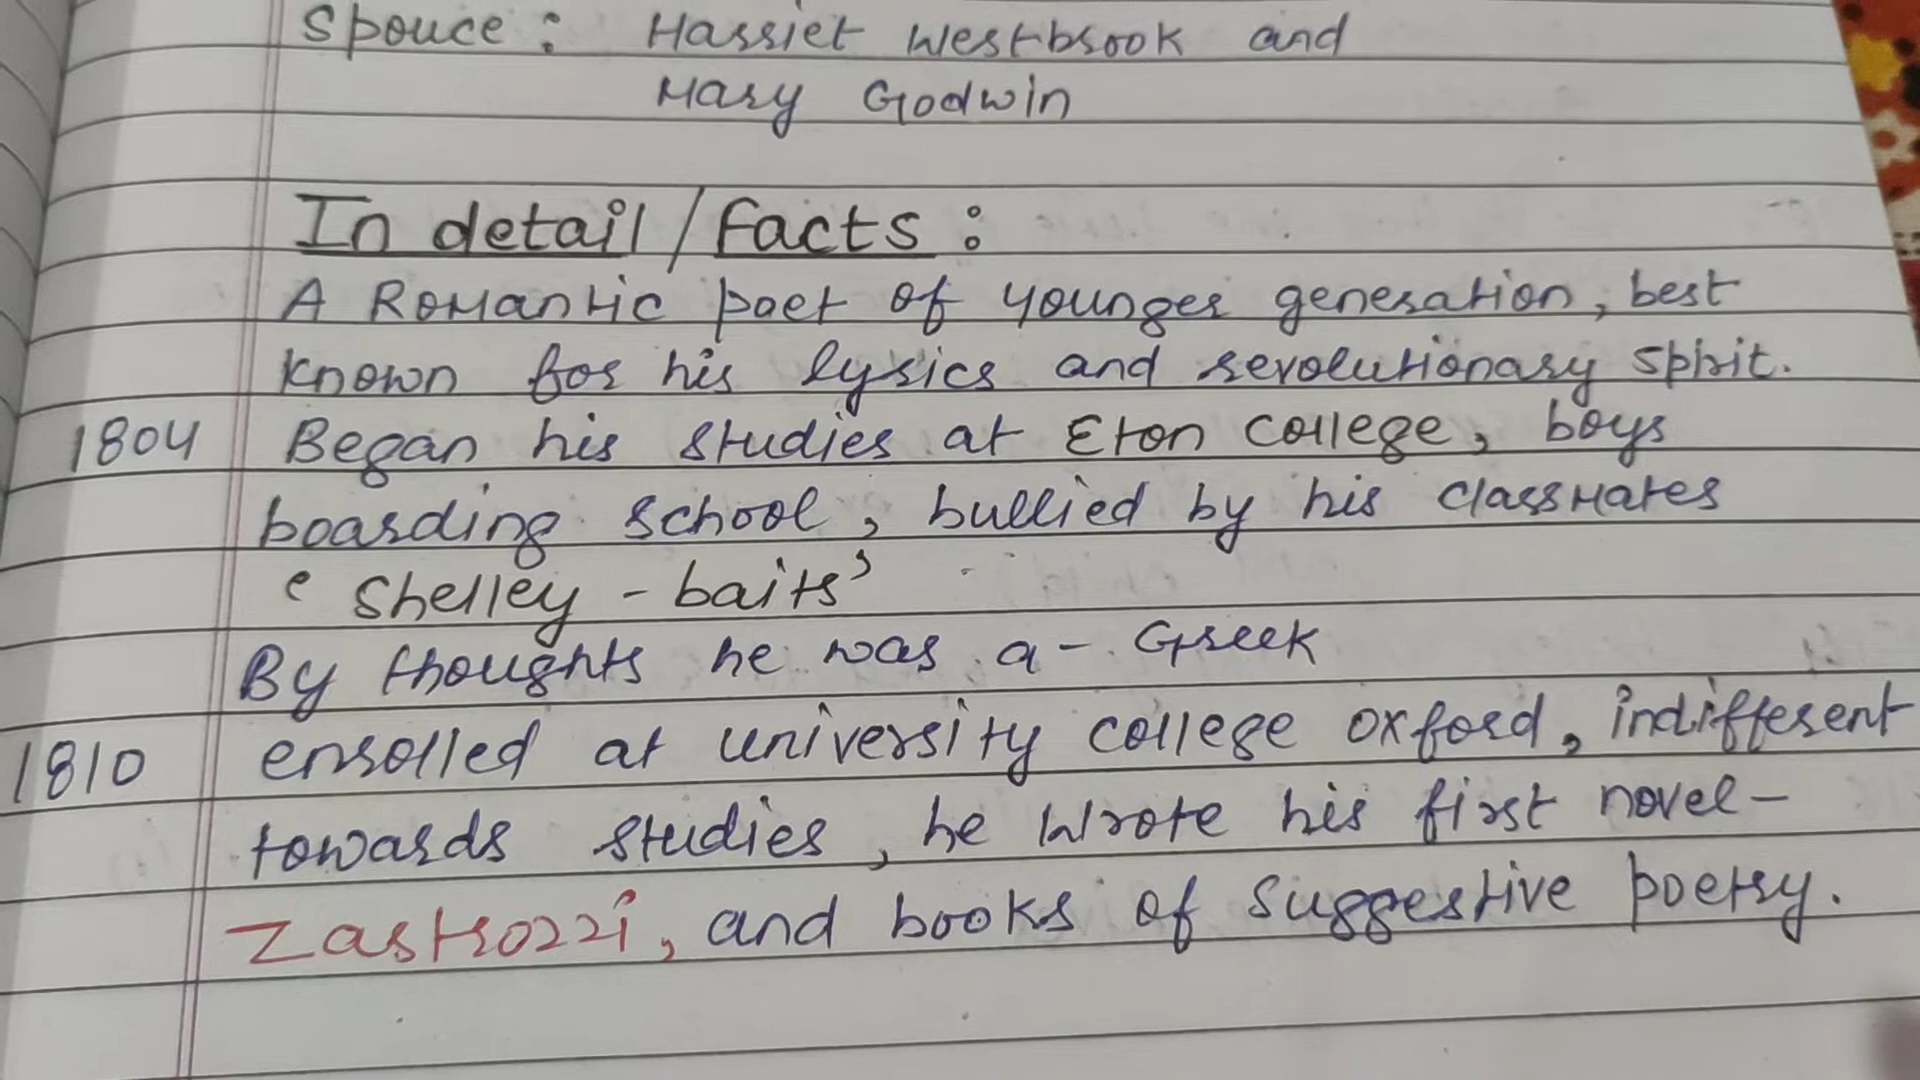 Spouce : Harriet Westbrook and
Mary Godwin
In detail / facts :
A Romantic poet of younger generation, best
known for his lyrics and revolutionary spirit.
1804 Began his studies at Eton College, boys
boarding school, bullied by his classmates
‘ Shelley - baits’
By thoughts he was a - Greek
1810 enrolled at university college oxford, indifferent
towards studies, he wrote his first novel -
Zastrozzi, and books of suggestive poetry.